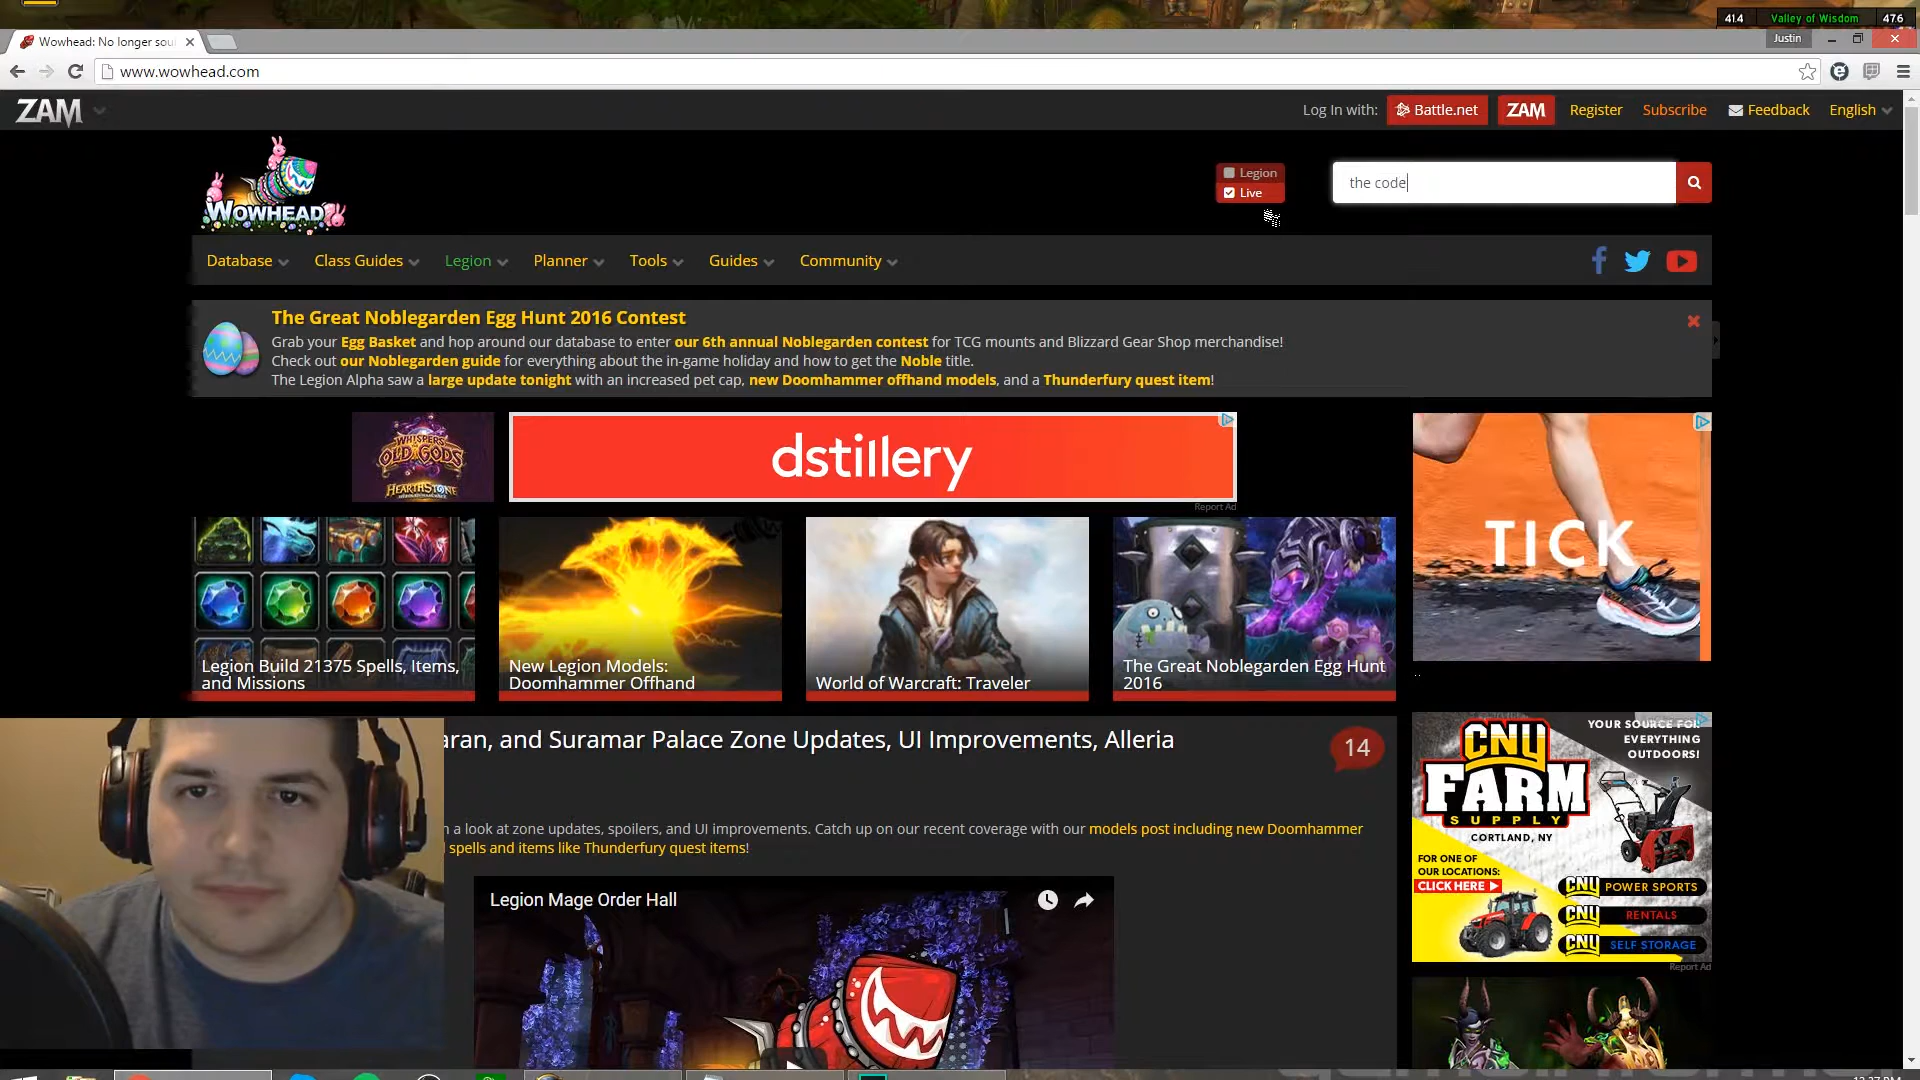 414 Valley of Wisdom 476
Wowhead: No longer sou
Justin
www.wowhead.com
ZAM
Log In with: Battle.net ZAM Register Subscribe Feedback English
WOWHEAD
Legion
Live
the code
Database Class Guides Legion Planner Tools Guides Community
The Great Noblegarden Egg Hunt 2016 Contest
Grab your Egg Basket and hop around our database to enter our 6th annual Noblegarden contest for TCG mounts and Blizzard Gear Shop merchandise!
Check out our Noblegarden guide for everything about the in-game holiday and how to get the Noble title.
The Legion Alpha saw a large update tonight with an increased pet cap, new Doomhammer offhand models, and a Thunderfury quest item!
WHISPERS
OLD GODS
HEARTHSTONE
dstillery
Report Ad
TICK
Legion Build 21375 Spells, Items,
and Missions
New Legion Models:
Doomhammer Offhand
World of Warcraft: Traveler
The Great Noblegarden Egg Hunt
2016
aran, and Suramar Palace Zone Updates, UI Improvements, Alleria
14
a look at zone updates, spoilers, and UI improvements. Catch up on our recent coverage with our models post including new Doomhammer
spells and items like Thunderfury quest items!
Legion Mage Order Hall
CNY
FARM
SUPPLY
CORTLAND, NY
YOUR SOURCE FOR
EVERYTHING
OUTDOORS!
FOR ONE OF
OUR LOCATIONS:
CLICK HERE
CNY POWER SPORTS
CNY RENTALS
CNY SELF STORAGE
Report Ad